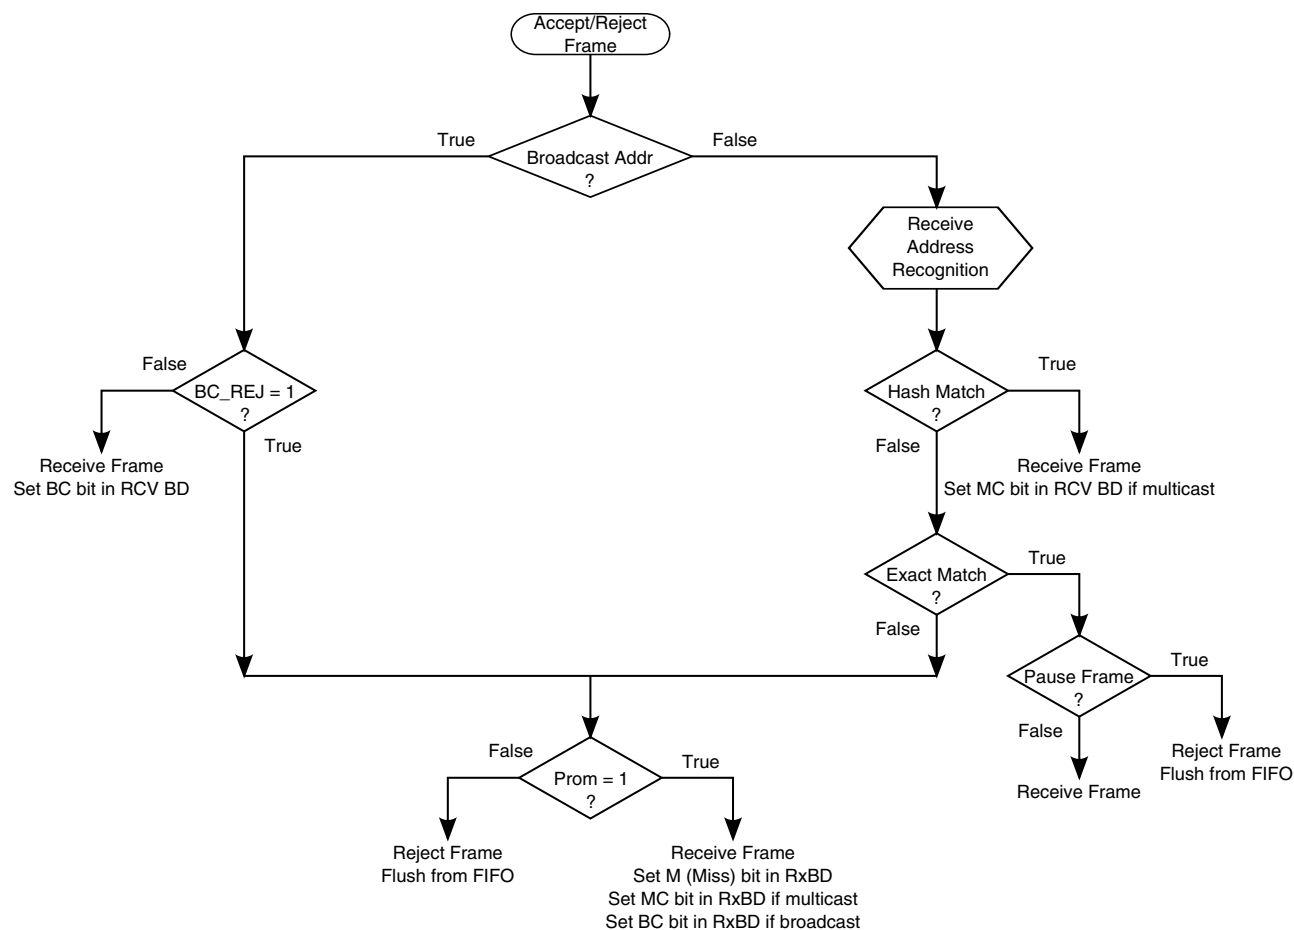 Accept/Reject
Frame
True
False
Broadcast Addr
?
Receive
Address
Recognition
False
BC_REJ = 1
?
True
Receive Frame
Set BC bit in RCV BD
Hash Match
?
True
False
Receive Frame
Set MC bit in RCV BD if multicast
Exact Match
?
True
False
Pause Frame
?
True
False
Receive Frame
Reject Frame
Flush from FIFO
False
Prom = 1
?
True
Reject Frame
Flush from FIFO
Receive Frame
Set M (Miss) bit in RxBD
Set MC bit in RxBD if multicast
Set BC bit in RxBD if broadcast